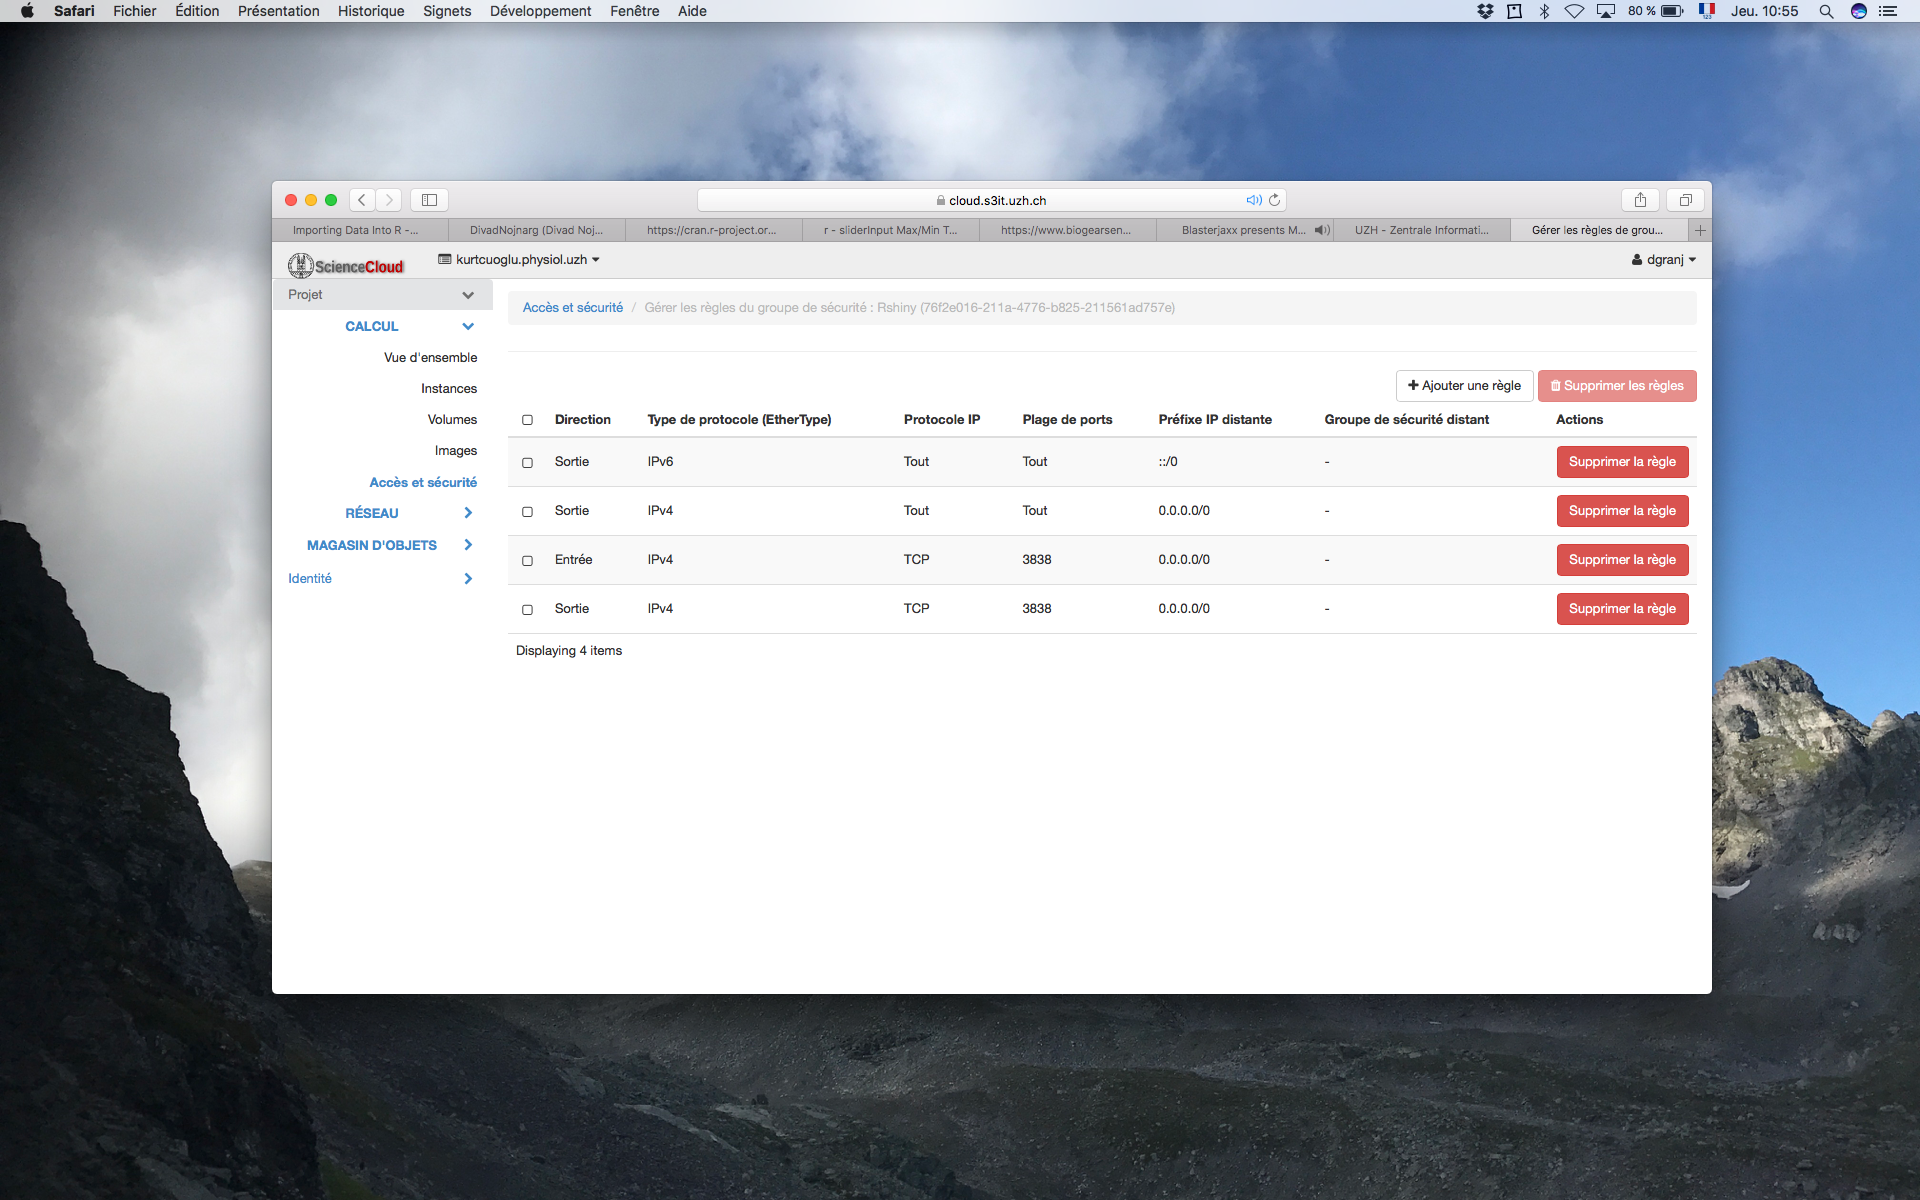 Safari Fichier Édition Présentation Historique Signets Développement Fenêtre Aide 80 % 123 Jeu. 10:55
cloud.s3it.uzh.ch
Importing Data Into R -... DivadNojnarg (Divad Noj... https://cran.r-project.or... r - sliderInput Max/Min T... https://www.biogearsen... Blasterjaxx presents M... UZH - Zentrale Informati... Gérer les règles de grou...
ScienceCloud kurtcuoglu.physiol.uzh dgranj
Projet
CALCUL
Vue d'ensemble
Instances
Volumes
Images
Accès et sécurité
RÉSEAU
MAGASIN D'OBJETS
Identité
Accès et sécurité / Gérer les règles du groupe de sécurité : Rshiny (76f2e016-211a-4776-b825-211561ad757e)
Ajouter une règle Supprimer les règles
Direction Type de protocole (EtherType) Protocole IP Plage de ports Préfixe IP distante Groupe de sécurité distant Actions
Sortie IPv6 Tout Tout ::/0 - Supprimer la règle
Sortie IPv4 Tout Tout 0.0.0.0/0 - Supprimer la règle
Entrée IPv4 TCP 3838 0.0.0.0/0 - Supprimer la règle
Sortie IPv4 TCP 3838 0.0.0.0/0 - Supprimer la règle
Displaying 4 items